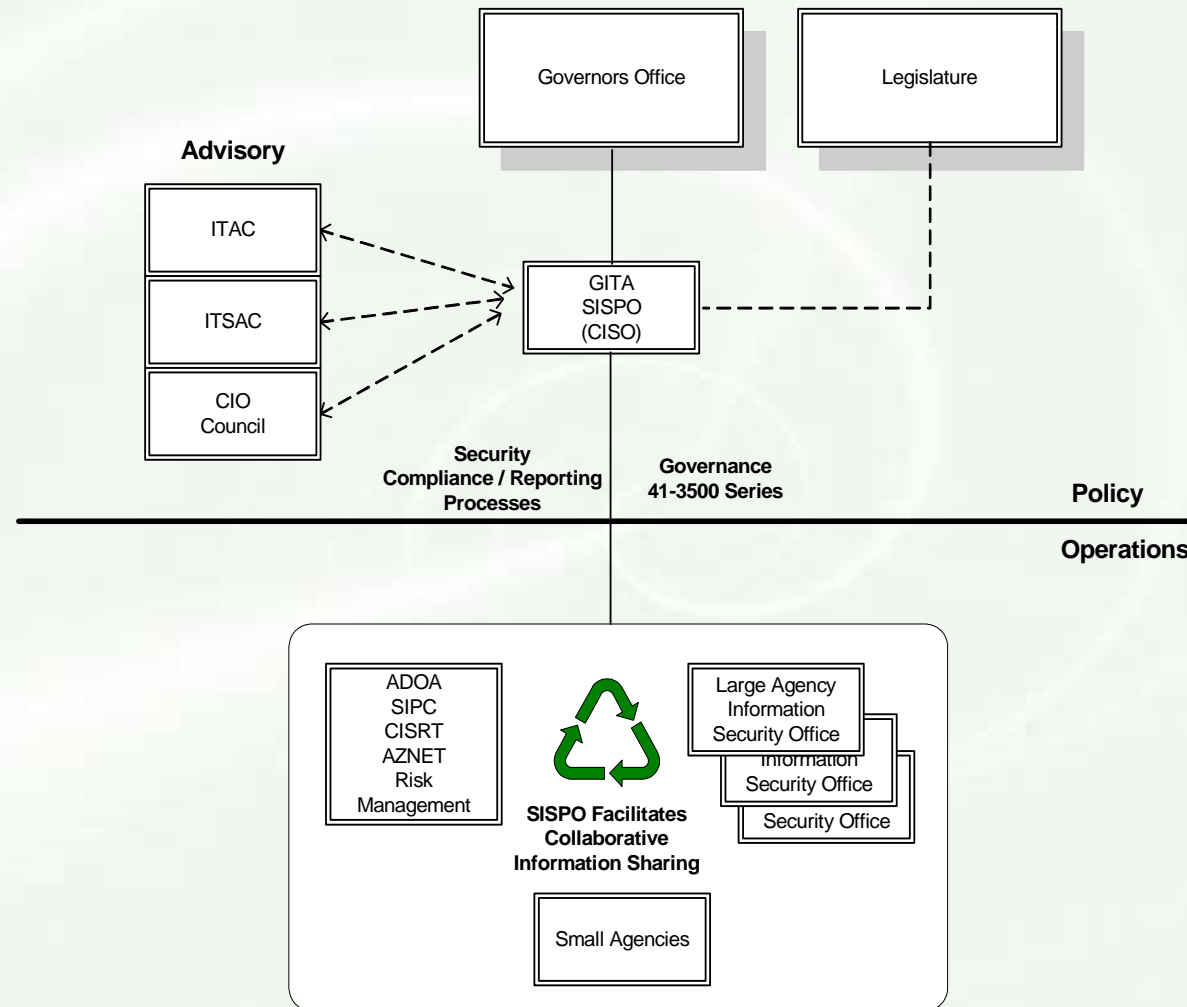 Governors Office
Legislature
Advisory
ITAC
ITSAC
CIO
Council
GITA
SISPO
(CISO)
Security
Compliance / Reporting
Processes
Governance
41-3500 Series
Policy
Operations
ADOA
SIPC
CISRT
AZNET
Risk
Management
SISPO Facilitates
Collaborative
Information Sharing
Large Agency
Information
Security Office
Information
Security Office
Security Office
Small Agencies